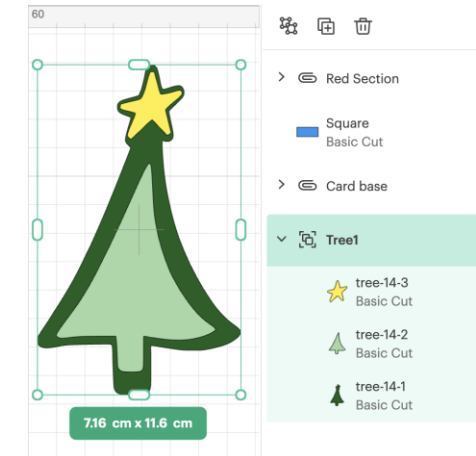 60
Red Section
Square
Basic Cut
Card base
Tree1
tree-14-3
Basic Cut
tree-14-2
Basic Cut
tree-14-1
Basic Cut
7.16 cm x 11.6 cm